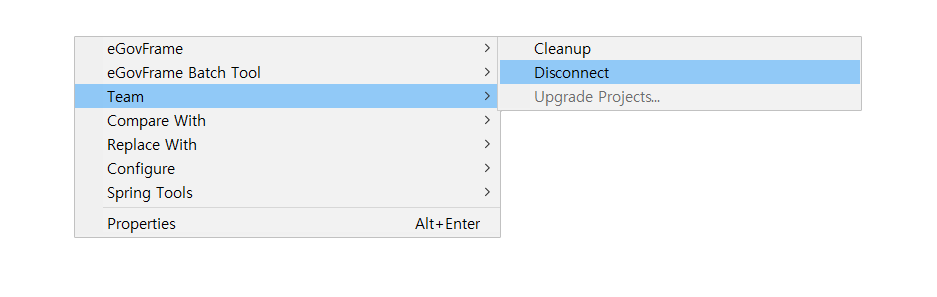 eGovFrame
eGovFrame Batch Tool
Team
Compare With
Replace With
Configure
Spring Tools
Properties Alt+Enter
Cleanup
Disconnect
Upgrade Projects...